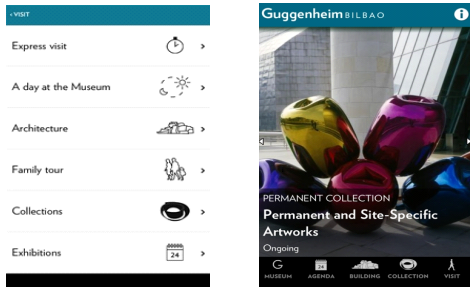 ‹ VISIT
Express visit
A day at the Museum
Architecture
Family tour
Collections
Exhibitions
24
Guggenheim BILBAO
i
PERMANENT COLLECTION
Permanent and Site-Specific
Artworks
Ongoing
G
24
MUSEUM AGENDA BUILDING COLLECTION VISIT